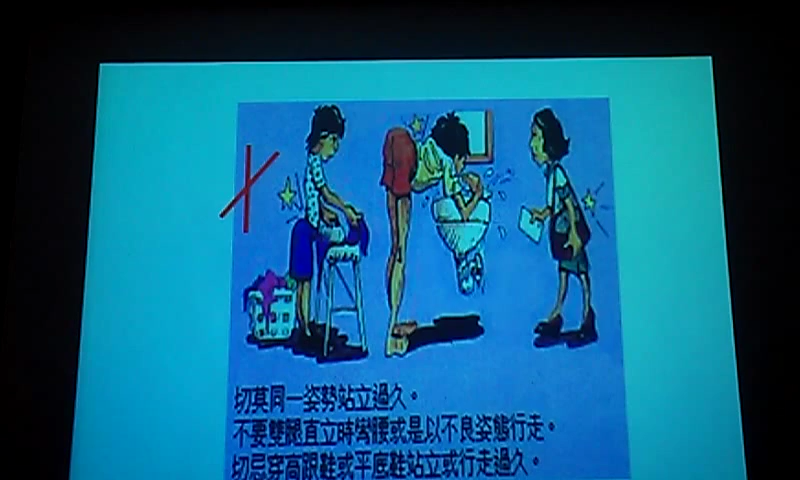 切莫同一姿勢站立過久。
不要雙腿直立時彎腰或是以不良姿態行走。
切忌穿高跟鞋或平底鞋站立或行走過久。